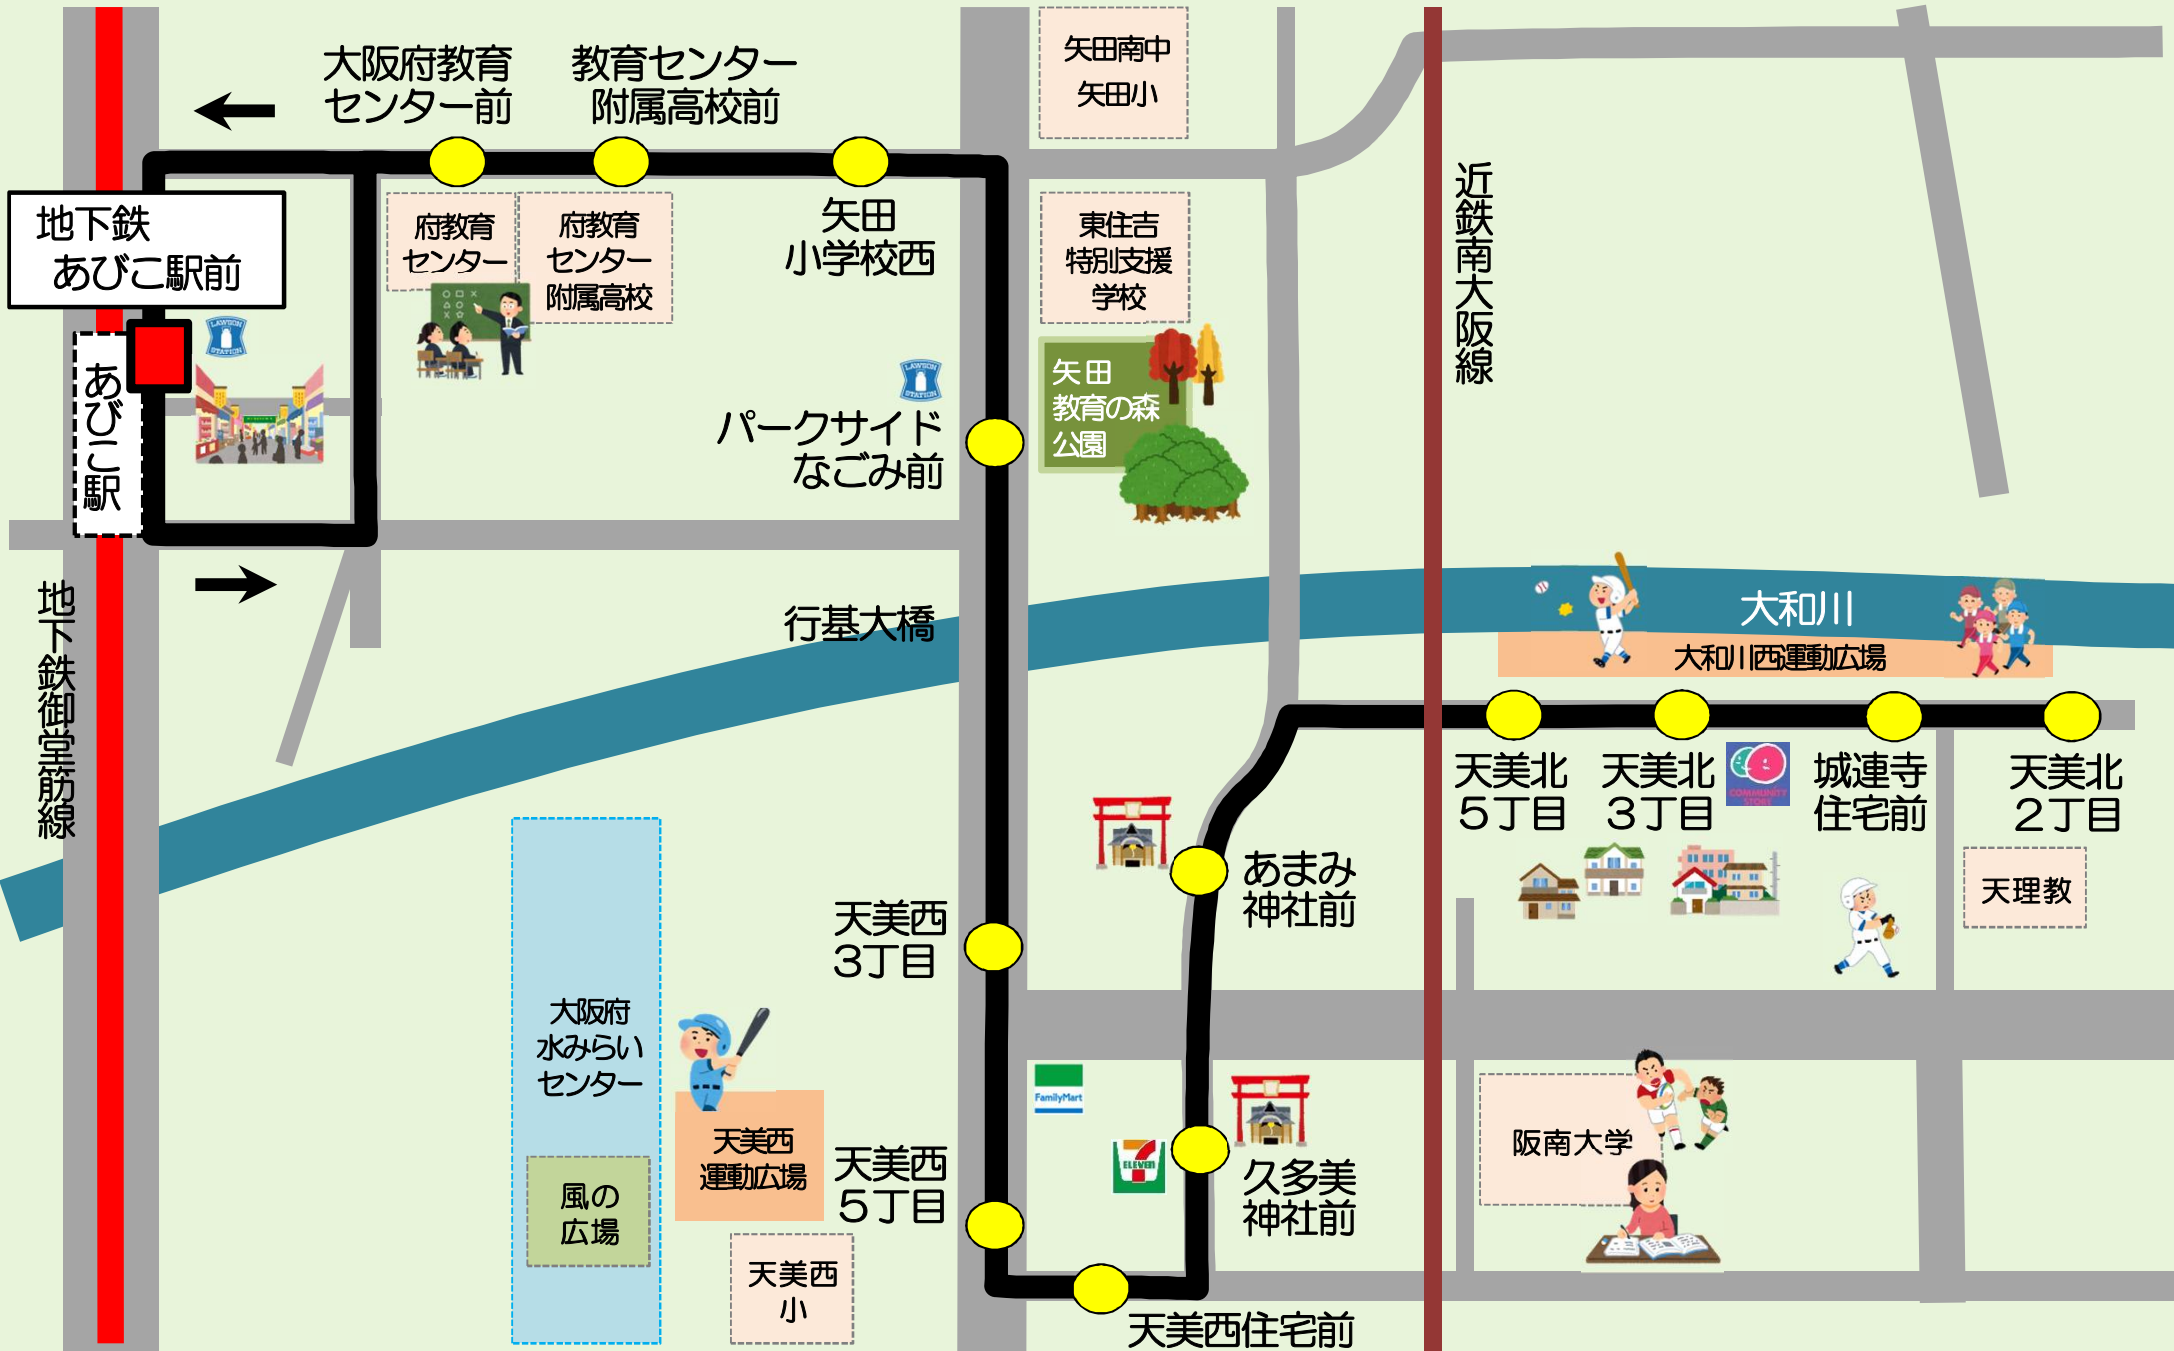 大阪府教育
センター前
教育センター
附属高校前
矢田南中
矢田小
地下鉄
あびこ駅前
府教育
センター
府教育
センター
附属高校
矢田
小学校西
東住吉
特別支援
学校
近鉄南大阪線
LAWSON
STATION
あびこ駅
LAWSON
STATION
矢田
教育の森
公園
パークサイド
なごみ前
地下鉄御堂筋線
行基大橋
大和川
大和川西運動広場
天美北
5丁目
天美北
3丁目
COMMUNITY
STORE
城連寺
住宅前
天美北
2丁目
あまみ
神社前
天理教
天美西
3丁目
大阪府
水みらい
センター
FamilyMart
天美西
運動広場
天美西
5丁目
ELEVEN
久多美
神社前
阪南大学
風の
広場
天美西
小
天美西住宅前